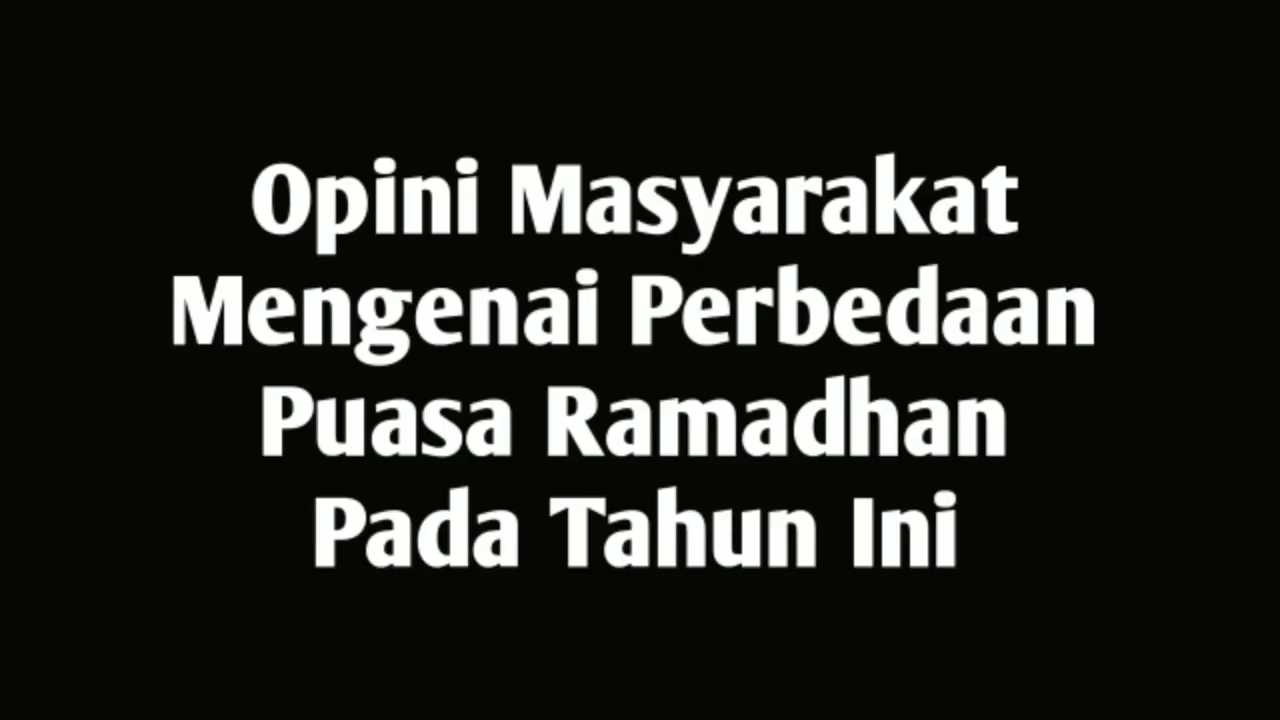 Opini Masyarakat
Mengenai Perbedaan
Puasa Ramadhan
Pada Tahun Ini